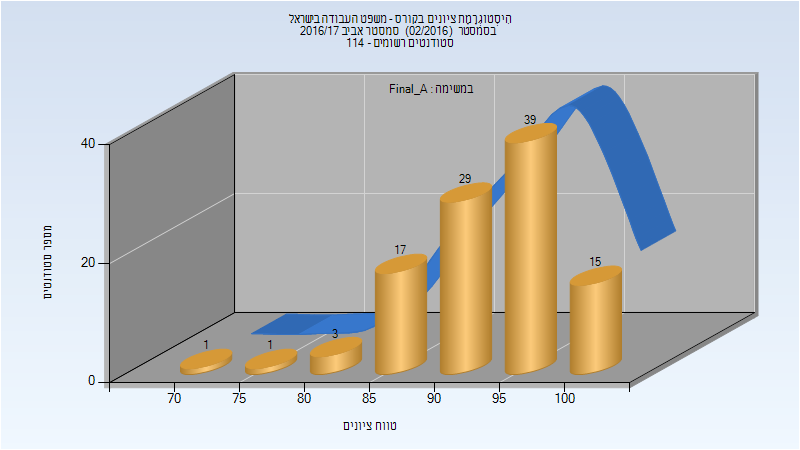 היסטוגרמת ציונים בקורס - משפט העבודה בישראל
בסמסטר (02/2016) סמסטר אביב 2016/17
סטודנטים רשומים - 114
במשימה : Final_A
מספר סטודנטים
40
20
0
1
1
3
17
29
39
15
70
75
80
85
90
95
100
טווח ציונים